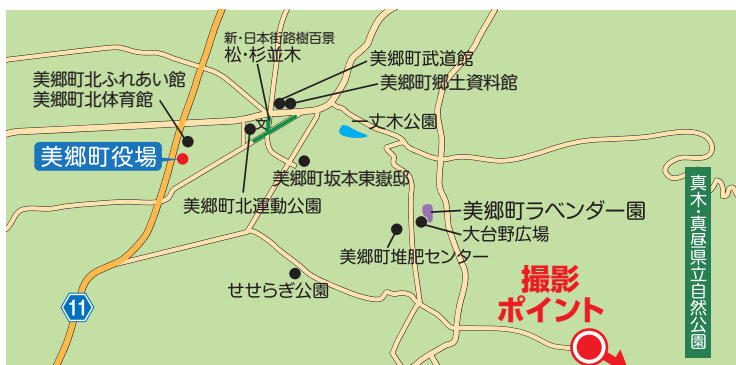 新・日本街路樹百景
松・杉並木
美郷町武道館
美郷町郷土資料館
美郷町北ふれあい館
美郷町北体育館
一丈木公園
文
美郷町役場
美郷町坂本東嶽邸
美郷町北運動公園
美郷町ラベンダー園
大台野広場
美郷町堆肥センター
せせらぎ公園
真木・真昼県立自然公園
撮影
ポイント
11